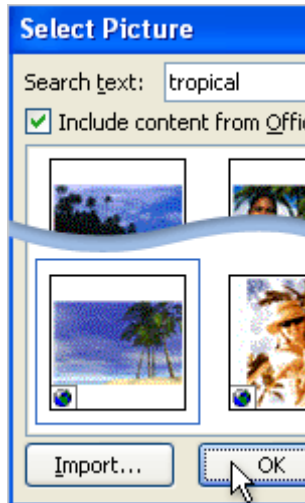 Select Picture
Search text: tropical
Include content from Offi
Import... OK